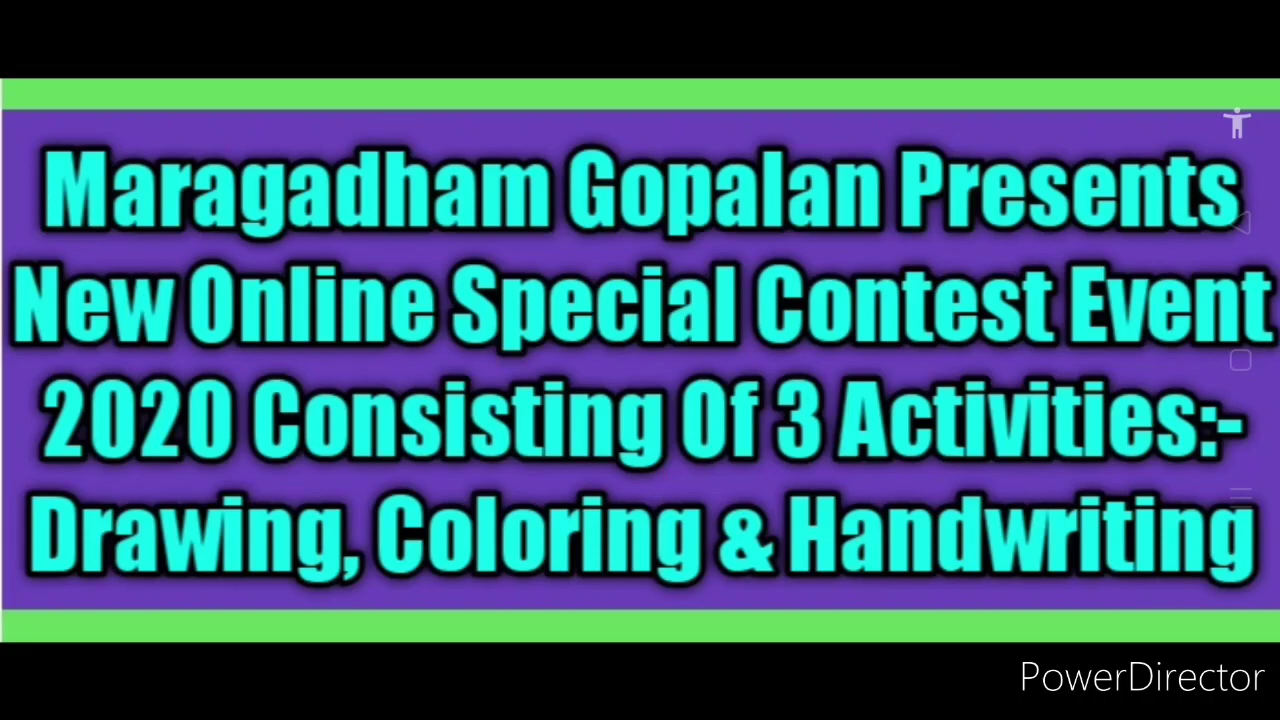 Maragadham Gopalan Presents
New Online Special Contest Event
2020 Consisting Of 3 Activities:-
Drawing, Coloring & Handwriting
PowerDirector